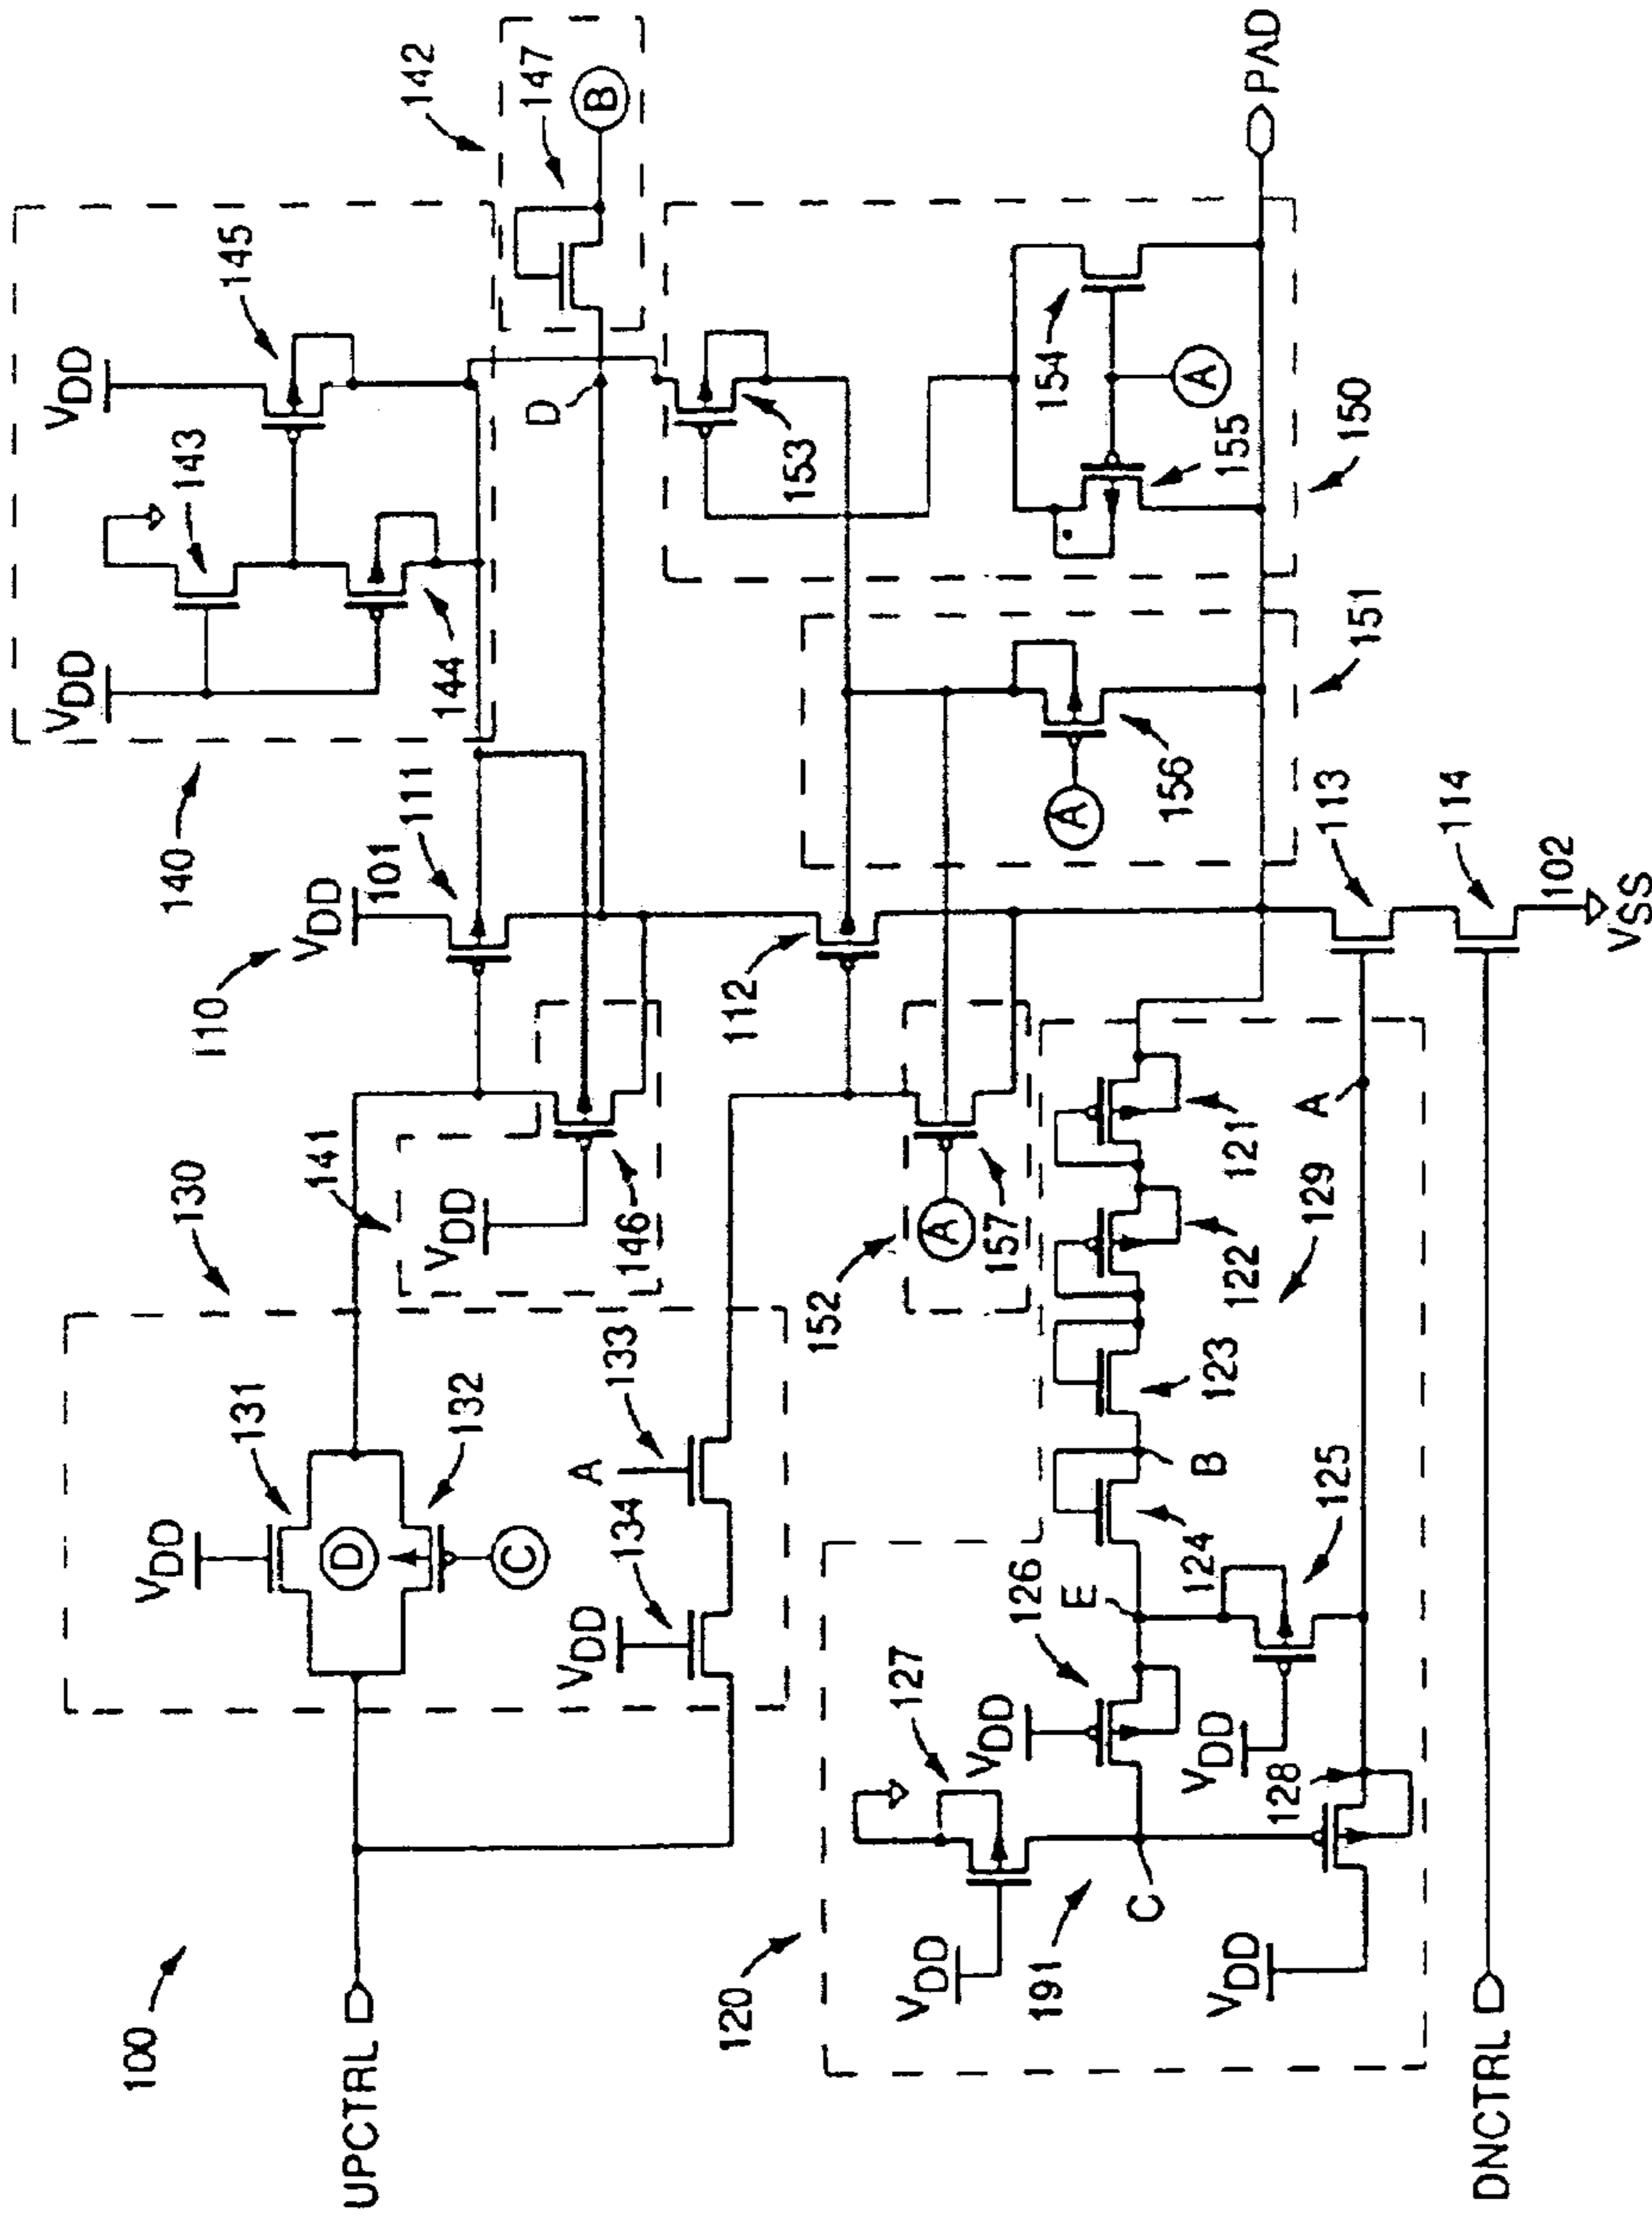 100
UPCTRL
130
VDD
131
D
132
C
VDD
134
A
133
141
VDD
146
110
VDD
101
111
140
VDD
143
144
VDD
145
142
147
B
D
112
152
A
157
153
A
156
151
154
A
155
150
PAD
120
VDD
127
191
C
VDD
126
E
124
B
123
122
121
129
VDD
125
128
VDD
A
113
114
102
VSS
DNCTRL